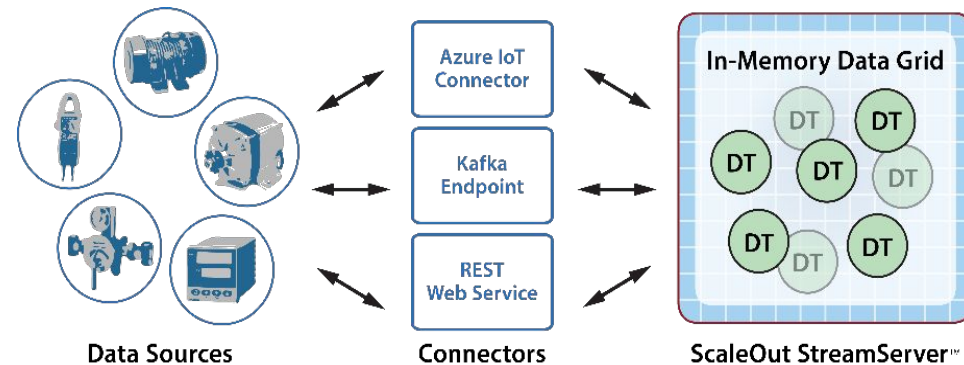 Azure IoT
Connector
Kafka
Endpoint
REST
Web Service
In-Memory Data Grid
DT
DT
DT
DT
DT
DT
DT
DT
Data Sources
Connectors
ScaleOut StreamServer™